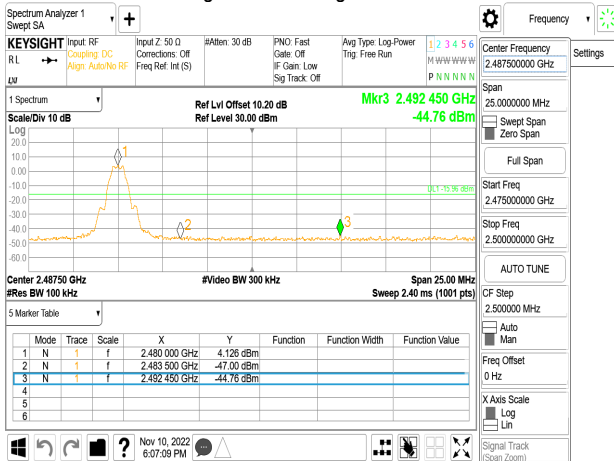 Spectrum Analyzer 1
Swept SA
Frequency
KEYSIGHT
RL
LXI
Input: RF
Coupling: DC
Align: Auto/No RF
Input Z: 50 Ω
Corrections: Off
Freq Ref: Int (S)
#Atten: 30 dB
PNO: Fast
Gate: Off
IF Gain: Low
Sig Track: Off
Avg Type: Log-Power
Trig: Free Run
1 2 3 4 5 6
M W W W W W
P N N N N N
1 Spectrum
Scale/Div 10 dB
Ref Lvl Offset 10.20 dB
Ref Level 30.00 dBm
Mkr3 2.492 450 GHz
-44.76 dBm
Log
20.0
10.0
0.00
-10.0
-20.0
-30.0
-40.0
-50.0
-60.0
1
2
3
DL1 -15.86 dBm
Center 2.48750 GHz
#Video BW 300 kHz
Span 25.00 MHz
#Res BW 100 kHz
Sweep 2.40 ms (1001 pts)
5 Marker Table
Mode Trace Scale X Y Function Function Width Function Value
1 N 1 f 2.480 000 GHz 4.126 dBm
2 N 1 f 2.483 500 GHz -47.00 dBm
3 N 1 f 2.492 450 GHz -44.76 dBm
4
5
6
Nov 10, 2022
6:07:09 PM
Center Frequency
2.487500000 GHz
Settings
Span
25.0000000 MHz
Swept Span
Zero Span
Full Span
Start Freq
2.475000000 GHz
Stop Freq
2.500000000 GHz
AUTO TUNE
CF Step
2.500000 MHz
Auto
Man
Freq Offset
0 Hz
X Axis Scale
Log
Lin
Signal Track
(Span Zoom)